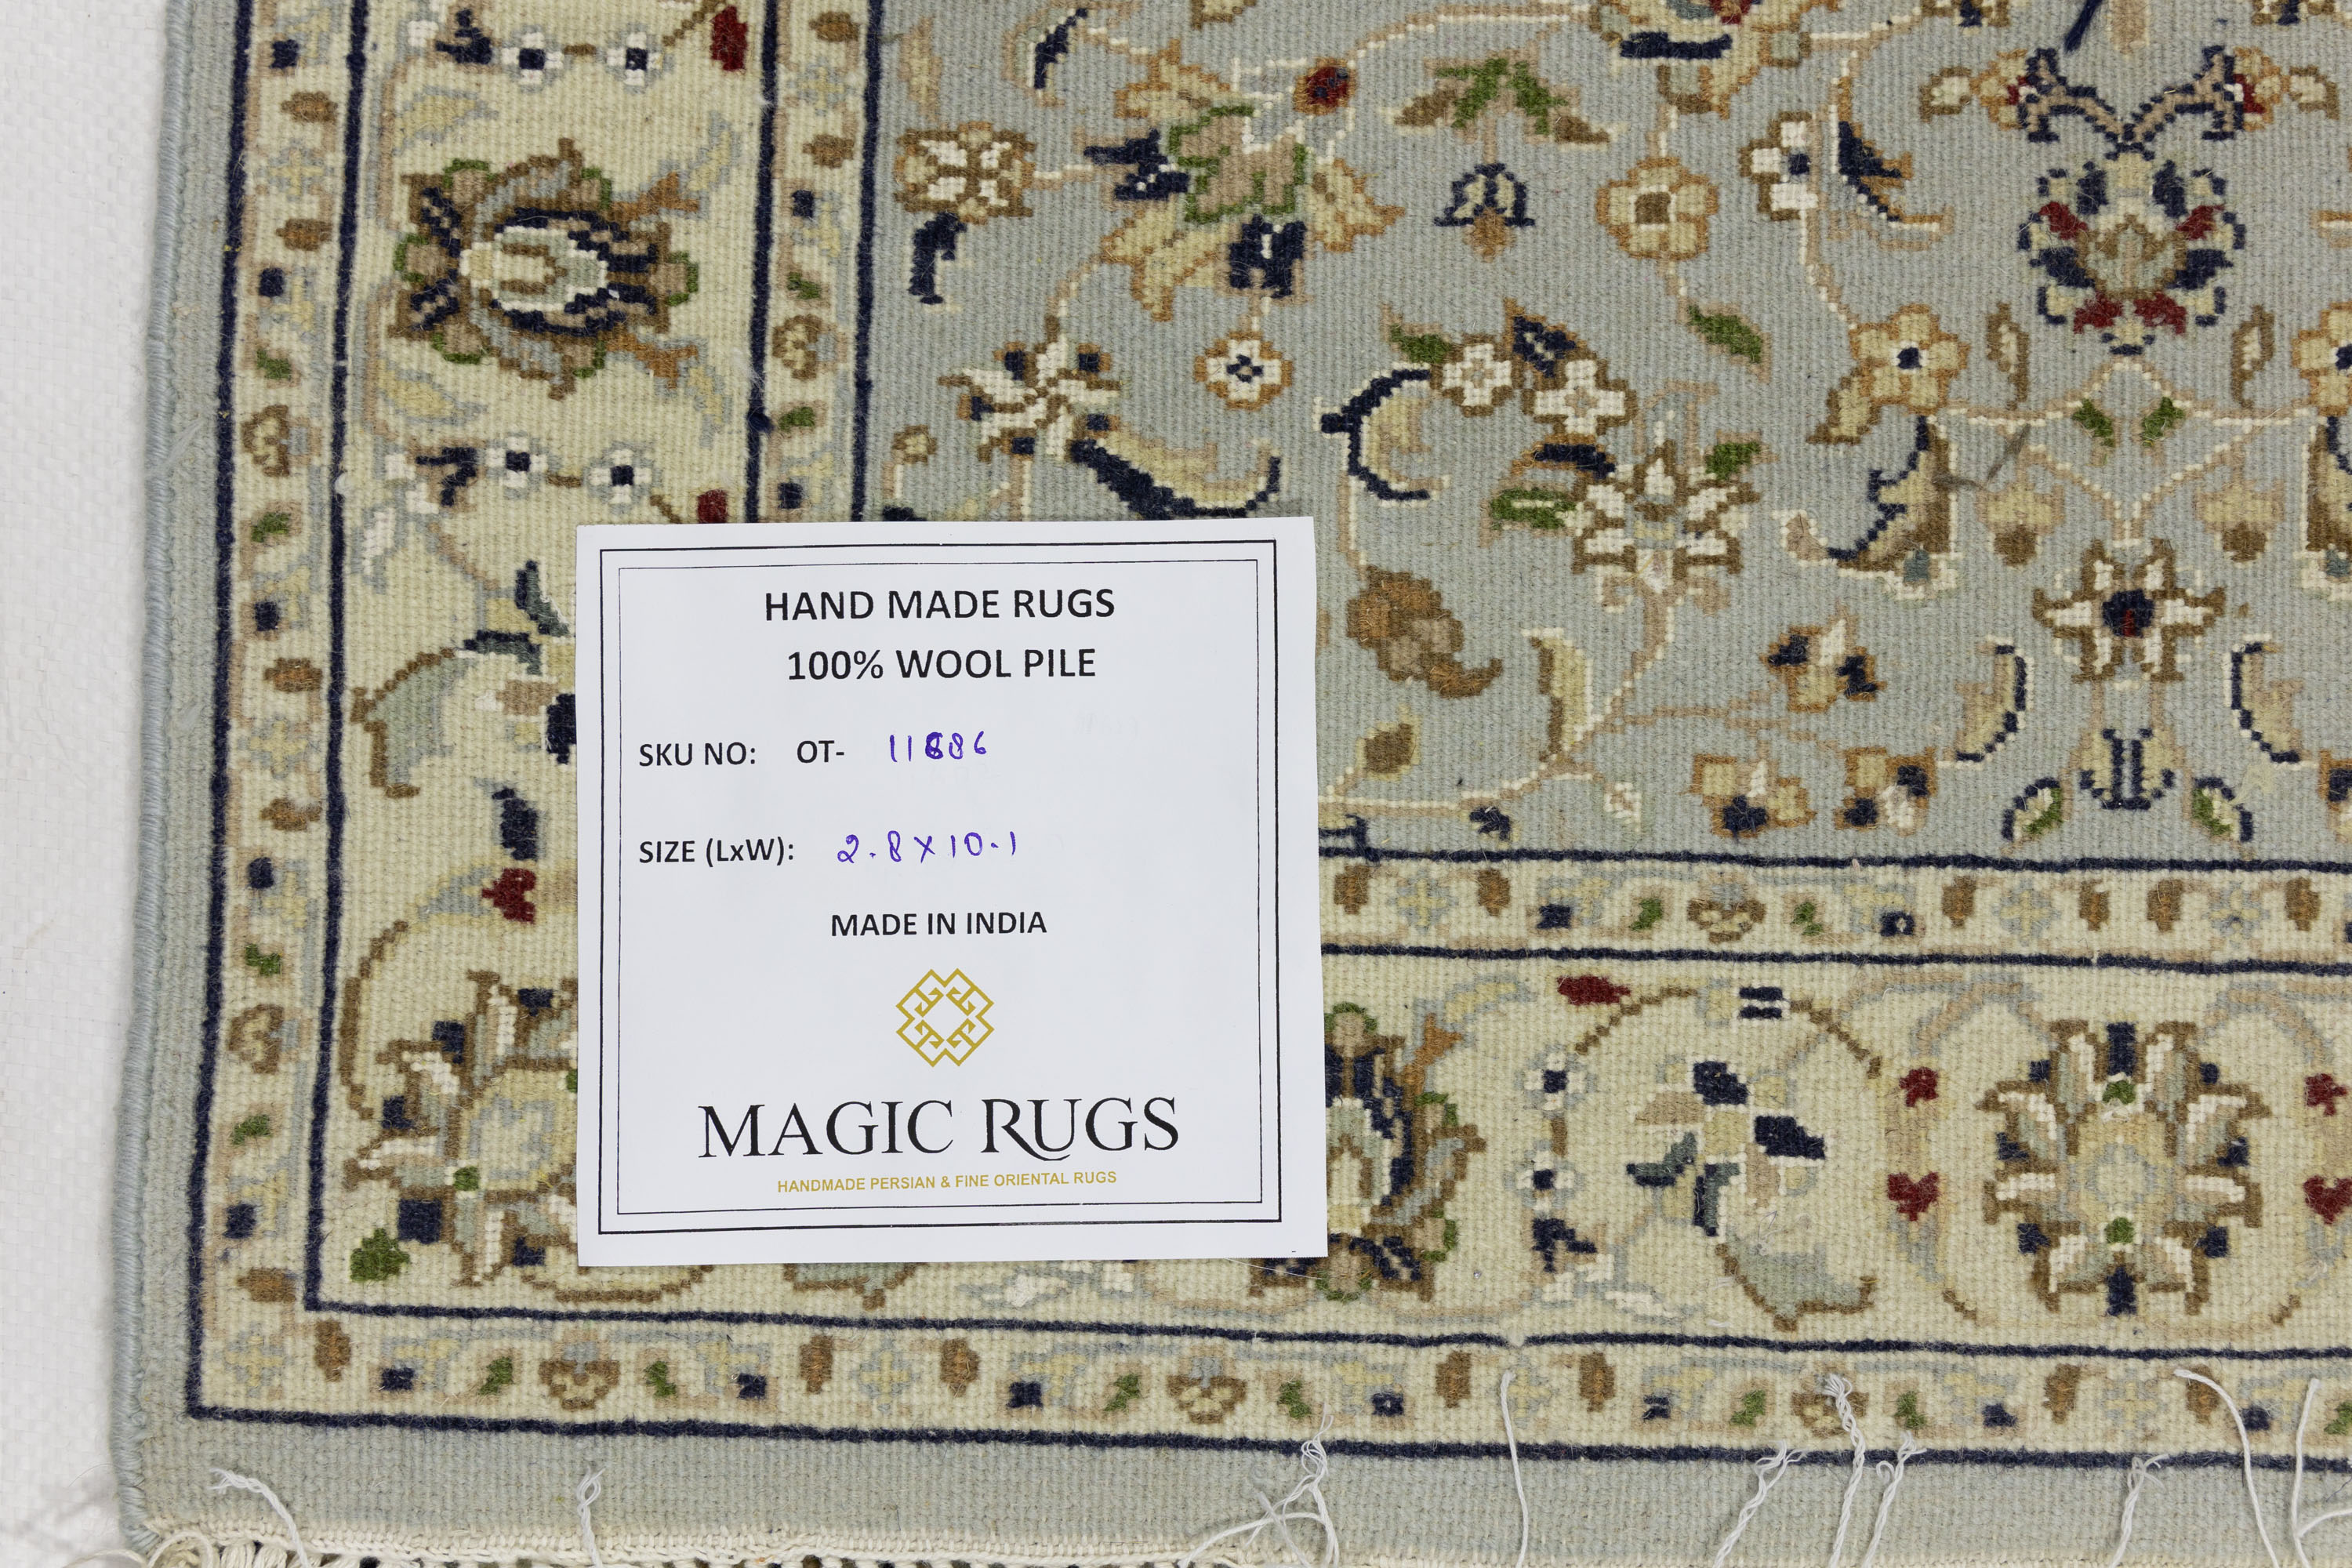 HAND MADE RUGS
100% WOOL PILE
SKU NO: OT-
SIZE (LxW): 2.8 X 10.1
MADE IN INDIA
MAGIC RUGS
HANDMADE PERSIAN & FINE ORIENTAL RUGS